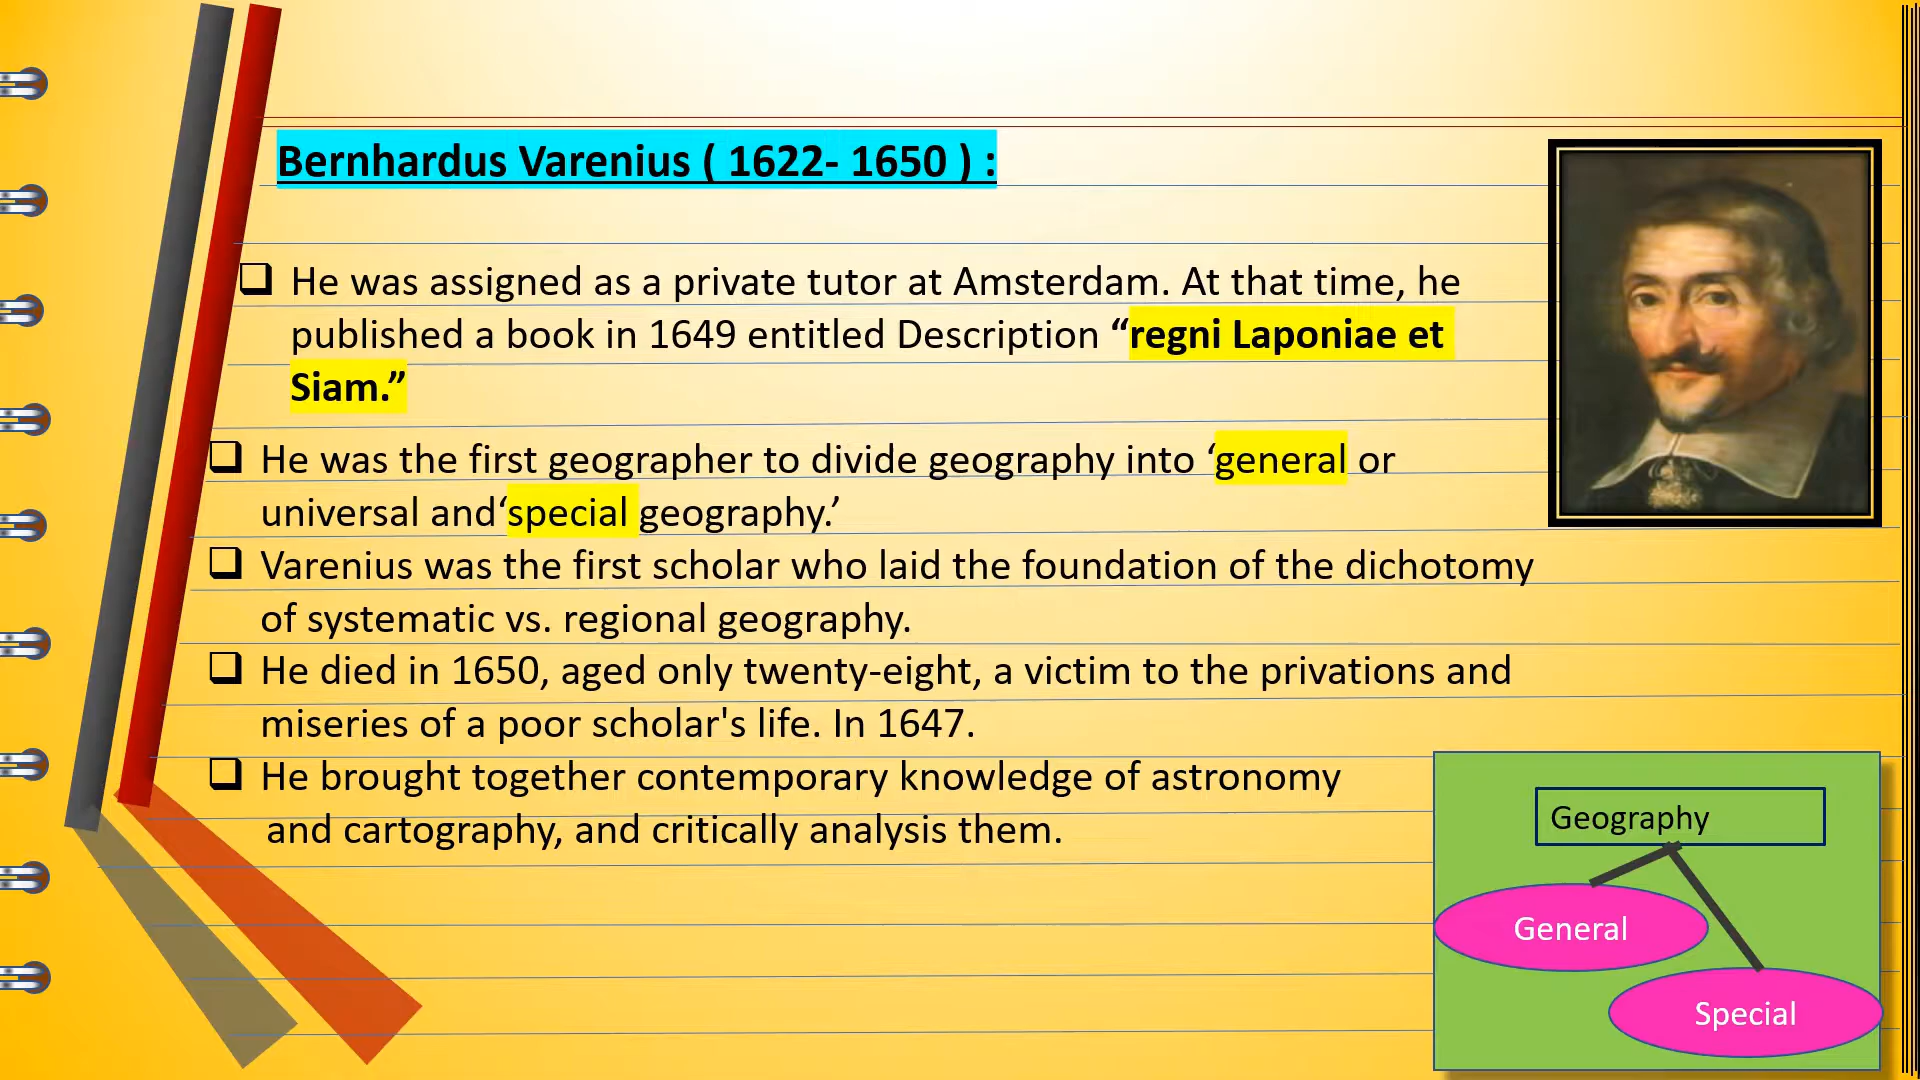 Bernhardus Varenius ( 1622- 1650 ) :
❑ He was assigned as a private tutor at Amsterdam. At that time, he
published a book in 1649 entitled Description “regni Laponiae et
Siam.”
❑ He was the first geographer to divide geography into ‘general or
universal and‘special geography.’
❑ Varenius was the first scholar who laid the foundation of the dichotomy
of systematic vs. regional geography.
❑ He died in 1650, aged only twenty-eight, a victim to the privations and
miseries of a poor scholar's life. In 1647.
❑ He brought together contemporary knowledge of astronomy
and cartography, and critically analysis them.
Geography
General
Special